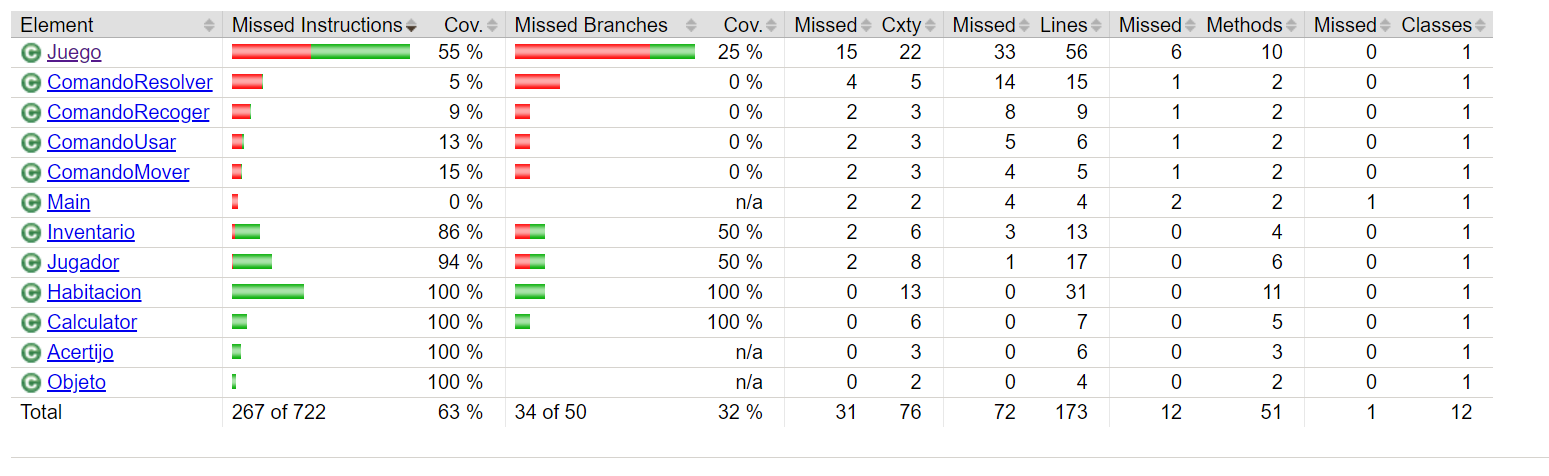 Element Missed Instructions Cov. Missed Branches Cov. Missed Cxty Missed Lines Missed Methods Missed Classes
Juego 55 % 25 % 15 22 33 56 6 10 0 1
ComandoResolver 5 % 0 % 4 5 14 15 1 2 0 1
ComandoRecoger 9 % 0 % 2 3 8 9 1 2 0 1
ComandoUsar 13 % 0 % 2 3 5 6 1 2 0 1
ComandoMover 15 % 0 % 2 3 4 5 1 2 0 1
Main 0 % n/a 2 2 4 4 2 2 1 1
Inventario 86 % 50 % 2 6 3 13 0 4 0 1
Jugador 94 % 50 % 2 8 1 17 0 6 0 1
Habitacion 100 % 100 % 0 13 0 31 0 11 0 1
Calculator 100 % 100 % 0 6 0 7 0 5 0 1
Acertijo 100 % n/a 0 3 0 6 0 3 0 1
Objeto 100 % n/a 0 2 0 4 0 2 0 1
Total 267 of 722 63 % 34 of 50 32 % 31 76 72 173 12 51 1 12